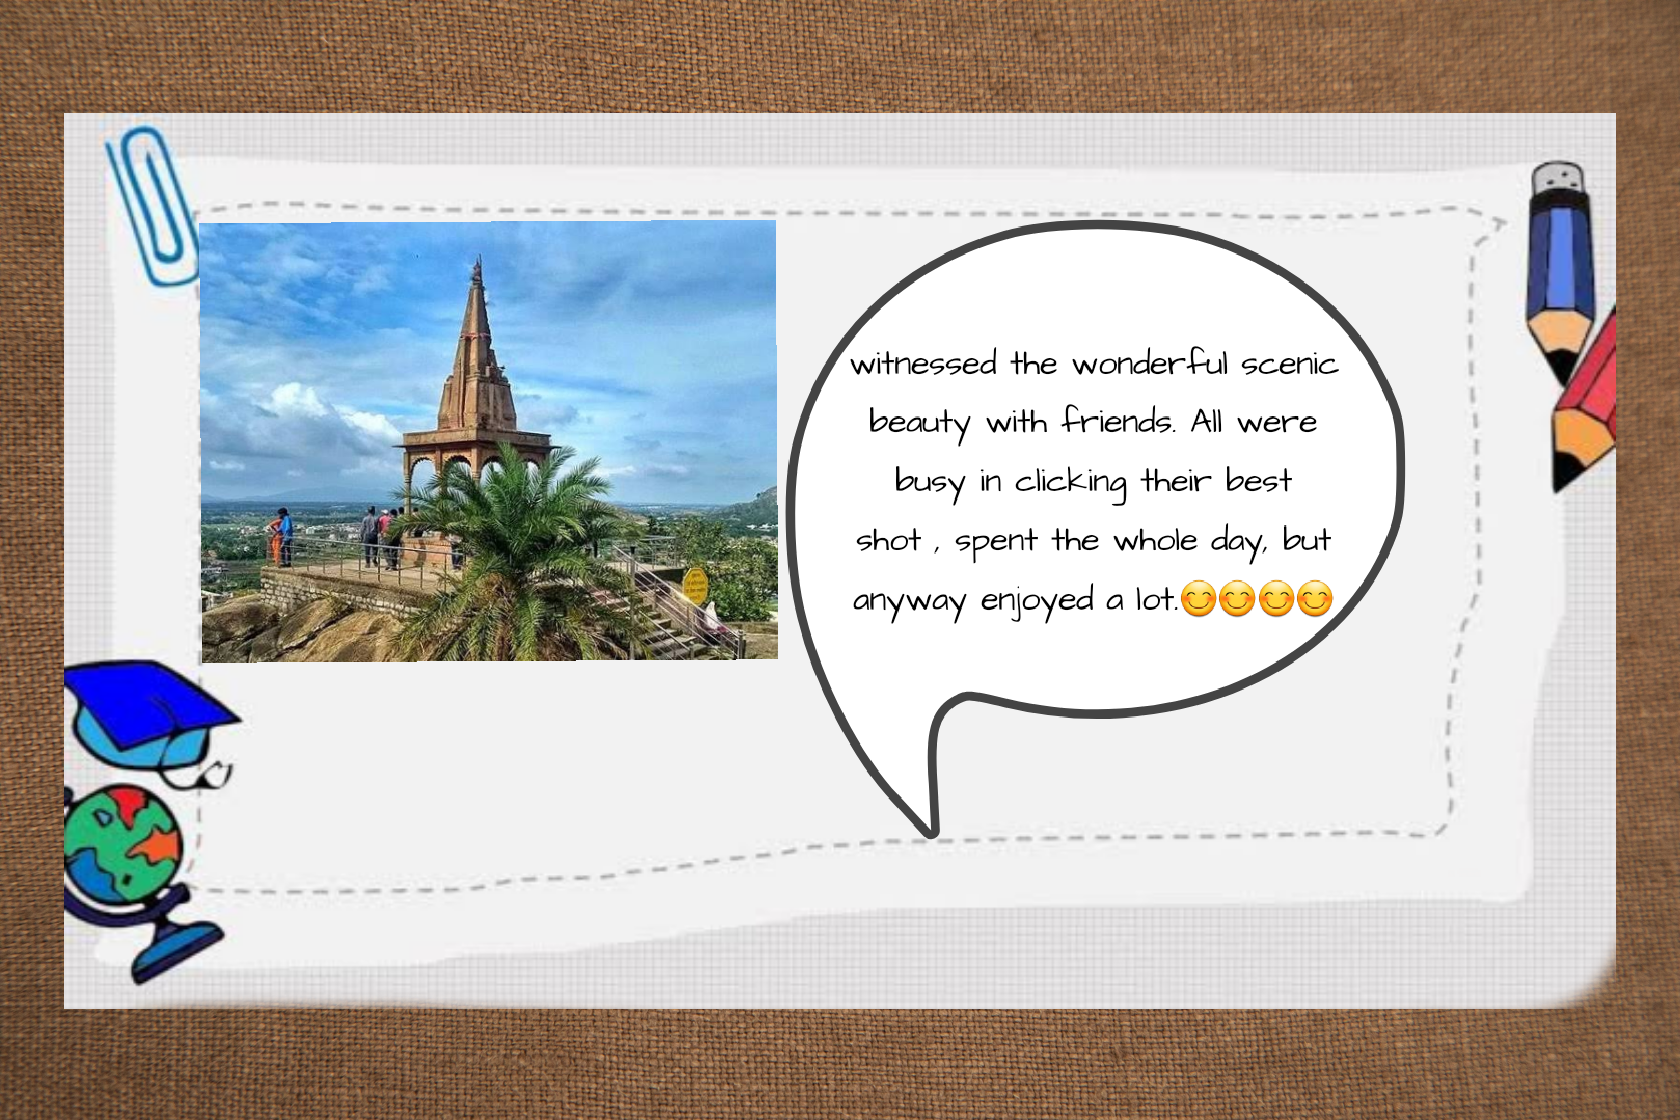 witnessed the wonderful scenic
beauty with friends. All were
busy in clicking their best
shot , spent the whole day, but
anyway enjoyed a lot.😊😊😊😊